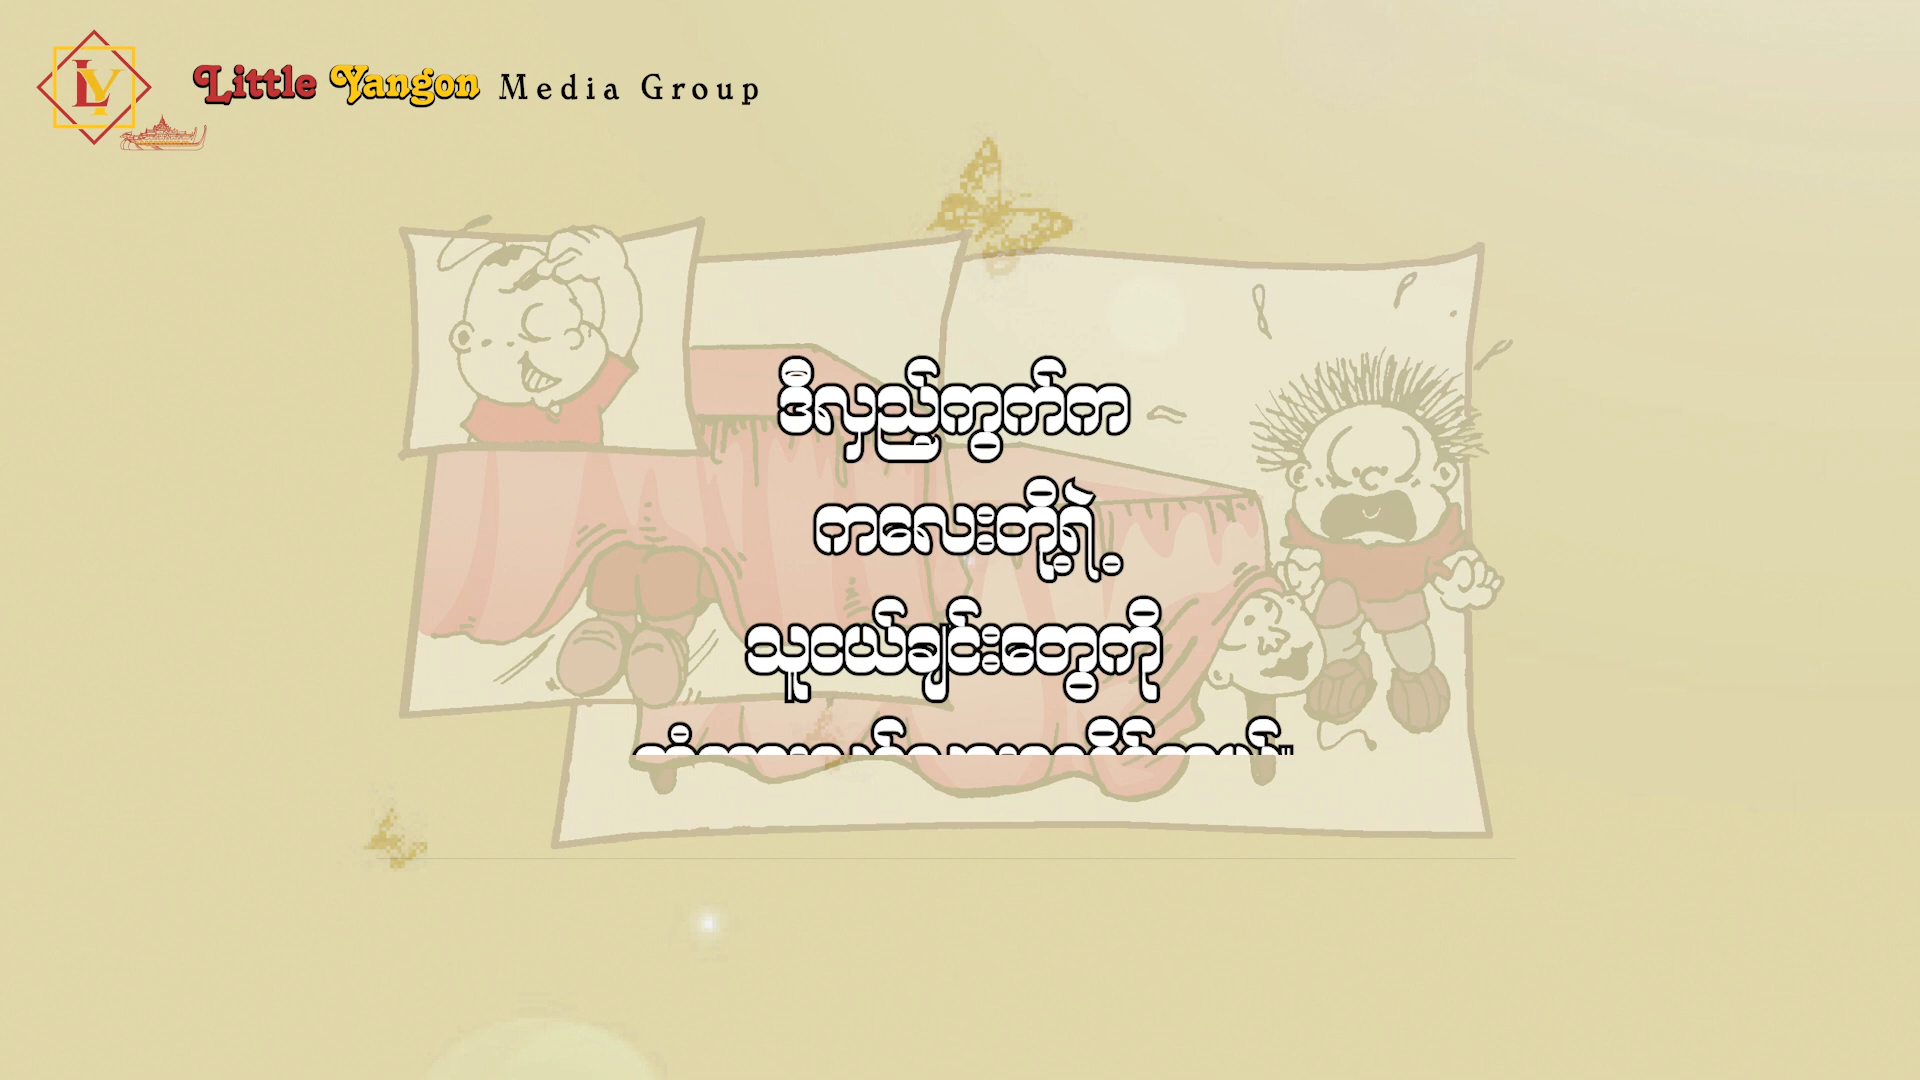 Little Yangon Media Group
ဒီလှည့်ကွက်က
ကလေးတို့ရဲ့
သူငယ်ချင်းတွေကို